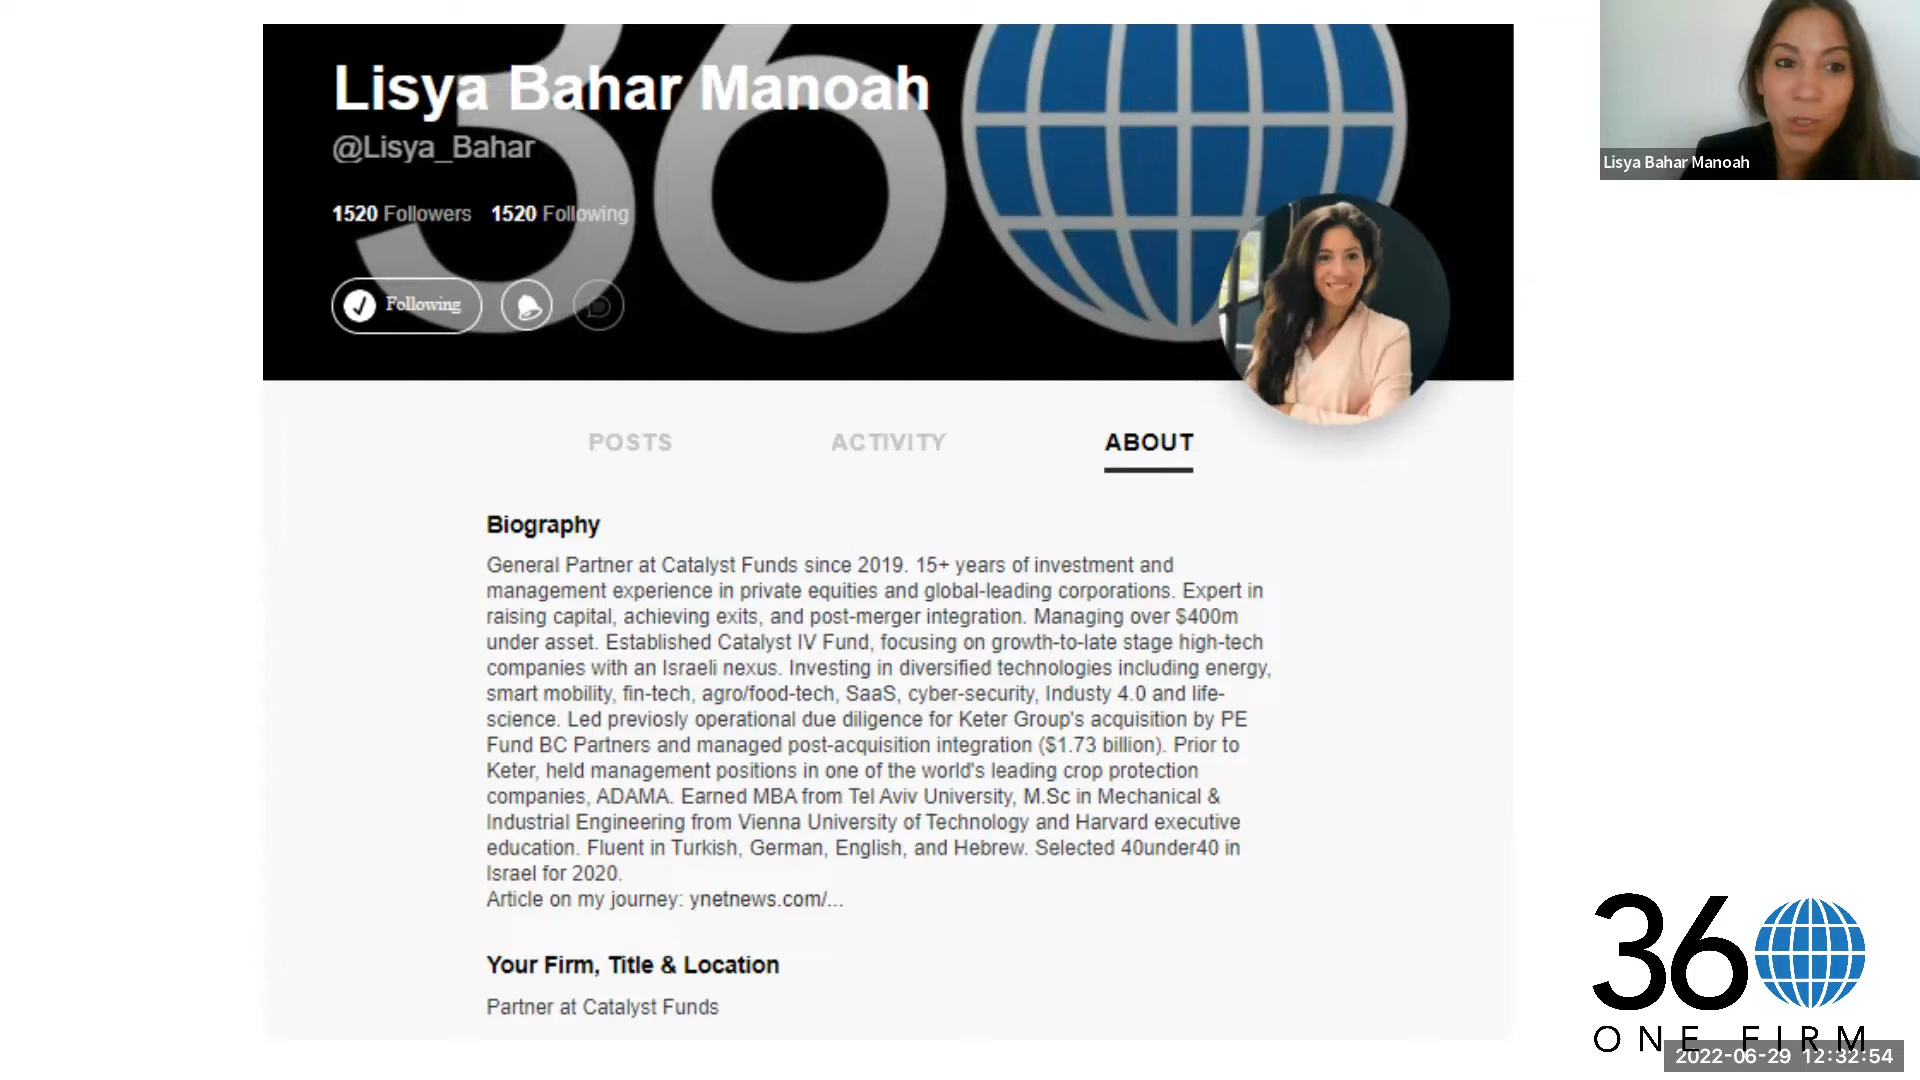 360
Lisya Bahar Manoah
@Lisya_Bahar
1520 Followers 1520 Following
Following
Lisya Bahar Manoah
POSTS ACTIVITY ABOUT
Biography
General Partner at Catalyst Funds since 2019. 15+ years of investment and
management experience in private equities and global-leading corporations. Expert in
raising capital, achieving exits, and post-merger integration. Managing over $400m
under asset. Established Catalyst IV Fund, focusing on growth-to-late stage high-tech
companies with an Israeli nexus. Investing in diversified technologies including energy,
smart mobility, fin-tech, agro/food-tech, SaaS, cyber-security, Industy 4.0 and life-
science. Led previosly operational due diligence for Keter Group's acquisition by PE
Fund BC Partners and managed post-acquisition integration ($1.73 billion). Prior to
Keter, held management positions in one of the world's leading crop protection
companies, ADAMA. Earned MBA from Tel Aviv University, M.Sc in Mechanical &
Industrial Engineering from Vienna University of Technology and Harvard executive
education. Fluent in Turkish, German, English, and Hebrew. Selected 40under40 in
Israel for 2020.
Article on my journey: ynetnews.com/...
Your Firm, Title & Location
Partner at Catalyst Funds
360
ONE FIRM
2022-06-29 12:32:54